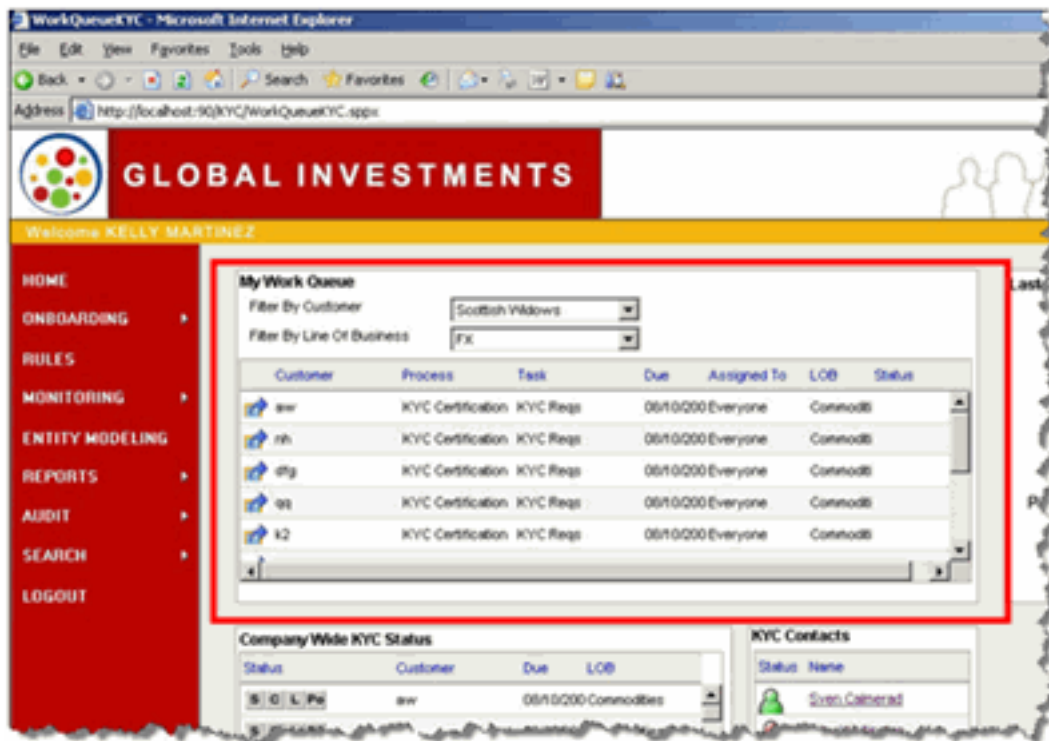 WorkQueueKYC - Microsoft Internet Explorer
File Edit View Favorites Tools Help
Back Search Favorites
Address http://localhost:90/KYC/WorkQueueKYC.aspx
GLOBAL INVESTMENTS
Welcome KELLY MARTINEZ
HOME
ONBOARDING
RULES
MONITORING
ENTITY MODELING
REPORTS
AUDIT
SEARCH
LOGOUT
My Work Queue
Filter By Customer Scottish Widows
Filter By Line Of Business FX
Customer Process Task Due Assigned To LOB Status
aw KYC Certification KYC Reqs 08/10/200 Everyone Commoditi
nh KYC Certification KYC Reqs 08/10/200 Everyone Commoditi
dfg KYC Certification KYC Reqs 08/10/200 Everyone Commoditi
qq KYC Certification KYC Reqs 08/10/200 Everyone Commoditi
k2 KYC Certification KYC Reqs 08/10/200 Everyone Commoditi
Last
Company Wide KYC Status
Status Customer Due LOB
S C L Pe aw 08/10/200 Commodities
KYC Contacts
Status Name
Sven